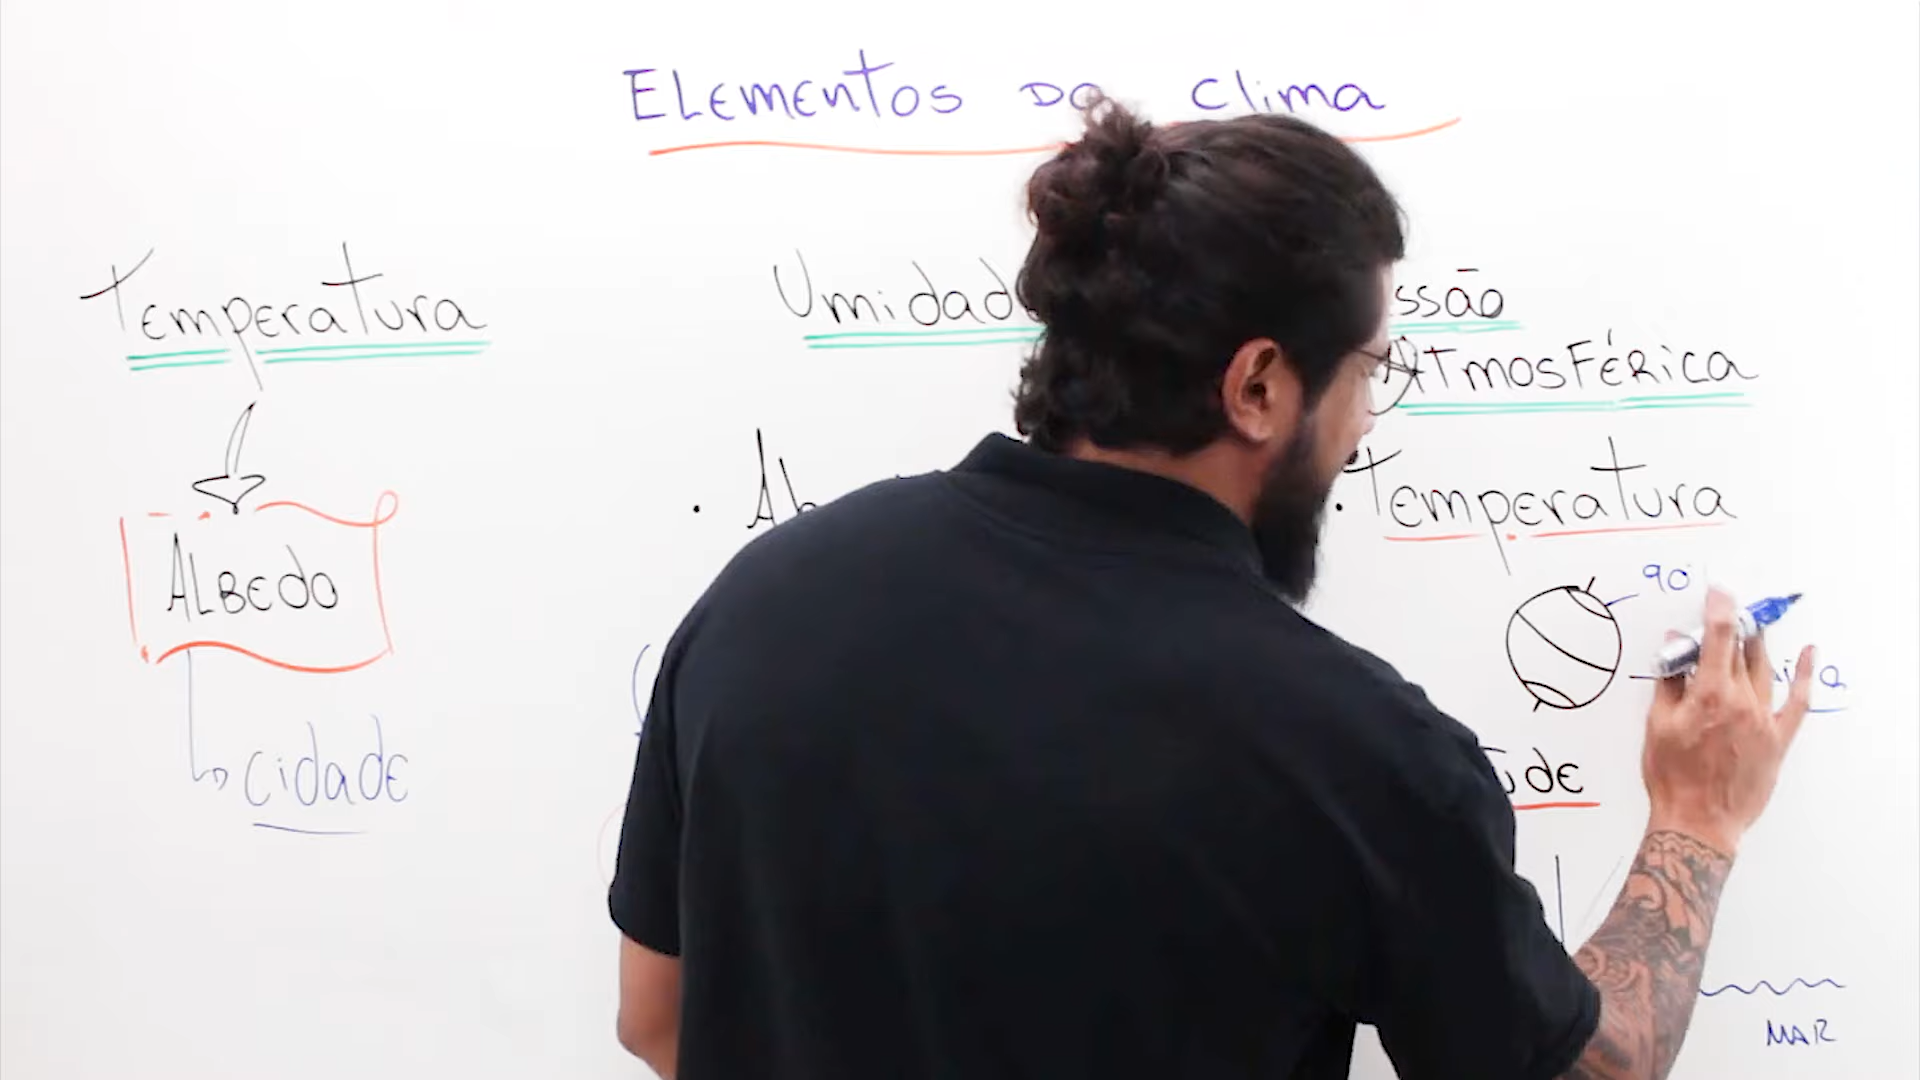 Elementos do Clima
Temperatura
Umidade
ssão
Atmosférica
Albedo
Temperatura
90
cidade
MAR